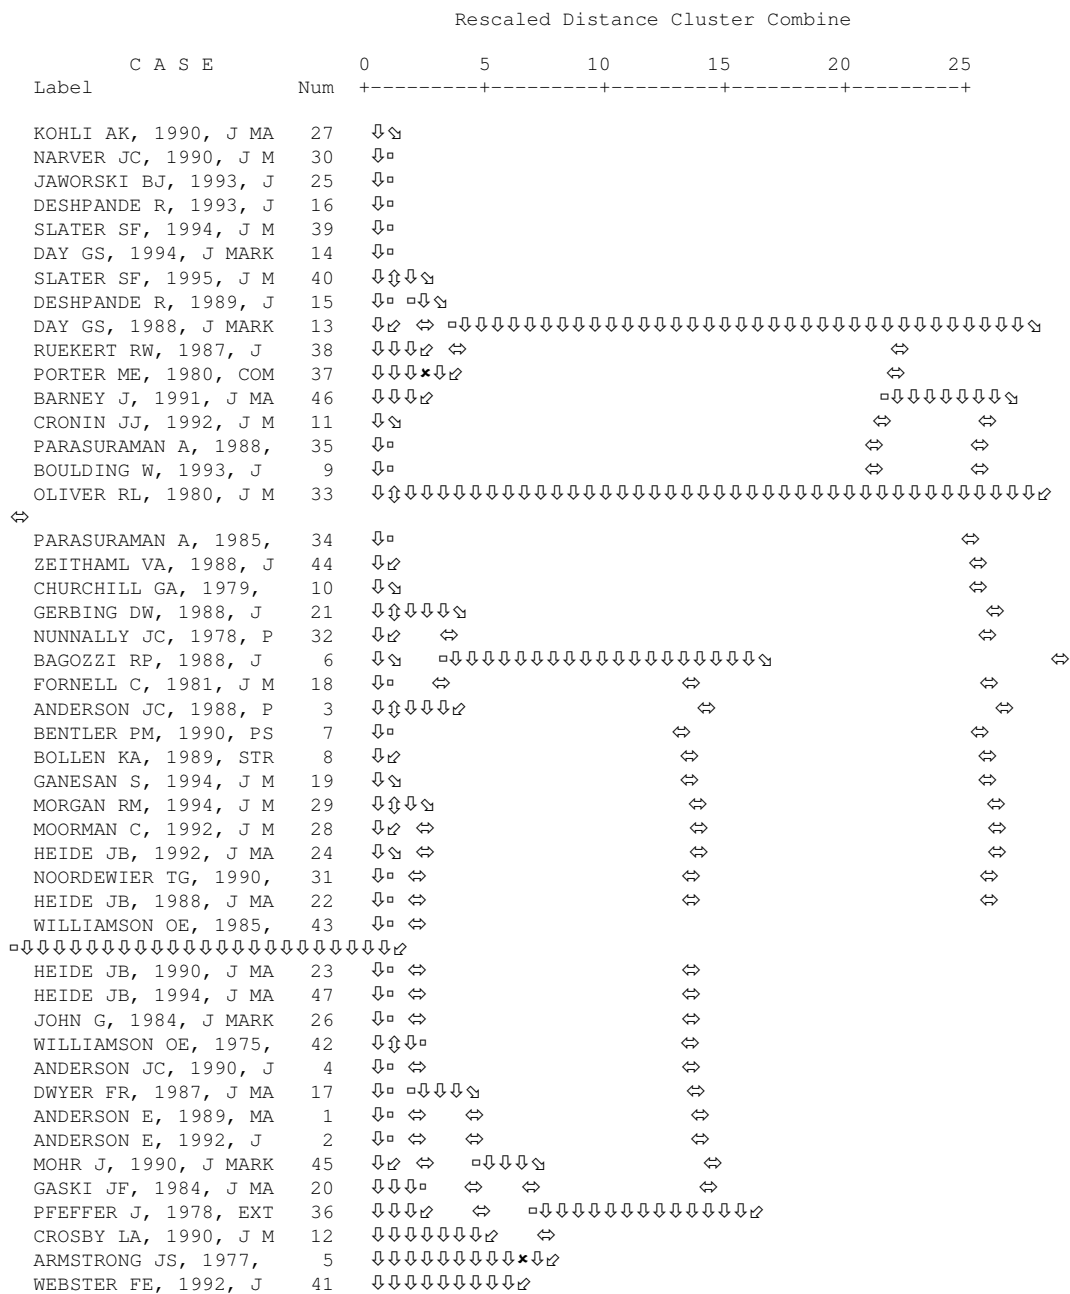 Rescaled Distance Cluster Combine
C A S E 0 5 10 15 20 25
Label Num +---------+---------+---------+---------+---------+
KOHLI AK, 1990, J MA 27 ⇩⬂
NARVER JC, 1990, J M 30 ⇩▫
JAWORSKI BJ, 1993, J 25 ⇩▫
DESHPANDE R, 1993, J 16 ⇩▫
SLATER SF, 1994, J M 39 ⇩▫
DAY GS, 1994, J MARK 14 ⇩▫
SLATER SF, 1995, J M 40 ⇩⇳⇩⬂
DESHPANDE R, 1989, J 15 ⇩▫ ▫⇩⬂
DAY GS, 1988, J MARK 13 ⇩⬃ ⬄ ▫⇩⇩⇩⇩⇩⇩⇩⇩⇩⇩⇩⇩⇩⇩⇩⇩⇩⇩⇩⇩⇩⇩⇩⇩⇩⇩⇩⇩⇩⇩⇩⇩⇩⇩⇩⬂
RUEKERT RW, 1987, J 38 ⇩⇩⇩⬃ ⬄ ⬄
PORTER ME, 1980, COM 37 ⇩⇩⇩✖⇩⬃ ⬄
BARNEY J, 1991, J MA 46 ⇩⇩⇩⬃ ▫⇩⇩⇩⇩⇩⇩⇩⬂
CRONIN JJ, 1992, J M 11 ⇩⬂ ⬄ ⬄
PARASURAMAN A, 1988, 35 ⇩▫ ⬄ ⬄
BOULDING W, 1993, J 9 ⇩▫ ⬄ ⬄
OLIVER RL, 1980, J M 33 ⇩⇳⇩⇩⇩⇩⇩⇩⇩⇩⇩⇩⇩⇩⇩⇩⇩⇩⇩⇩⇩⇩⇩⇩⇩⇩⇩⇩⇩⇩⇩⇩⇩⇩⇩⇩⇩⇩⇩⇩⬃
⬄
PARASURAMAN A, 1985, 34 ⇩▫ ⬄
ZEITHAML VA, 1988, J 44 ⇩⬃ ⬄
CHURCHILL GA, 1979, 10 ⇩⬂ ⬄
GERBING DW, 1988, J 21 ⇩⇳⇩⇩⇩⬂ ⬄
NUNNALLY JC, 1978, P 32 ⇩⬃ ⬄ ⬄
BAGOZZI RP, 1988, J 6 ⇩⬂ ▫⇩⇩⇩⇩⇩⇩⇩⇩⇩⇩⇩⇩⇩⇩⇩⇩⇩⇩⇩⬂ ⬄
FORNELL C, 1981, J M 18 ⇩▫ ⬄ ⬄ ⬄
ANDERSON JC, 1988, P 3 ⇩⇳⇩⇩⇩⬃ ⬄ ⬄
BENTLER PM, 1990, PS 7 ⇩▫ ⬄ ⬄
BOLLEN KA, 1989, STR 8 ⇩⬃ ⬄ ⬄
GANESAN S, 1994, J M 19 ⇩⬂ ⬄ ⬄
MORGAN RM, 1994, J M 29 ⇩⇳⇩⬂ ⬄ ⬄
MOORMAN C, 1992, J M 28 ⇩⬃ ⬄ ⬄ ⬄
HEIDE JB, 1992, J MA 24 ⇩⬂ ⬄ ⬄ ⬄
NOORDEWIER TG, 1990, 31 ⇩▫ ⬄ ⬄ ⬄
HEIDE JB, 1988, J MA 22 ⇩▫ ⬄ ⬄ ⬄
WILLIAMSON OE, 1985, 43 ⇩▫ ⬄
▫⇩⇩⇩⇩⇩⇩⇩⇩⇩⇩⇩⇩⇩⇩⇩⇩⇩⇩⇩⇩⇩⇩⇩⬃
HEIDE JB, 1990, J MA 23 ⇩▫ ⬄ ⬄
HEIDE JB, 1994, J MA 47 ⇩▫ ⬄ ⬄
JOHN G, 1984, J MARK 26 ⇩▫ ⬄ ⬄
WILLIAMSON OE, 1975, 42 ⇩⇳⇩▫ ⬄
ANDERSON JC, 1990, J 4 ⇩▫ ⬄ ⬄
DWYER FR, 1987, J MA 17 ⇩▫ ▫⇩⇩⇩⬂ ⬄
ANDERSON E, 1989, MA 1 ⇩▫ ⬄ ⬄ ⬄
ANDERSON E, 1992, J 2 ⇩▫ ⬄ ⬄ ⬄
MOHR J, 1990, J MARK 45 ⇩⬃ ⬄ ▫⇩⇩⇩⬂ ⬄
GASKI JF, 1984, J MA 20 ⇩⇩⇩▫ ⬄ ⬄ ⬄
PFEFFER J, 1978, EXT 36 ⇩⇩⇩⬃ ⬄ ▫⇩⇩⇩⇩⇩⇩⇩⇩⇩⇩⇩⇩⇩⬃
CROSBY LA, 1990, J M 12 ⇩⇩⇩⇩⇩⇩⇩⬃ ⬄
ARMSTRONG JS, 1977, 5 ⇩⇩⇩⇩⇩⇩⇩⇩⇩✖⇩⬃
WEBSTER FE, 1992, J 41 ⇩⇩⇩⇩⇩⇩⇩⇩⇩⬃